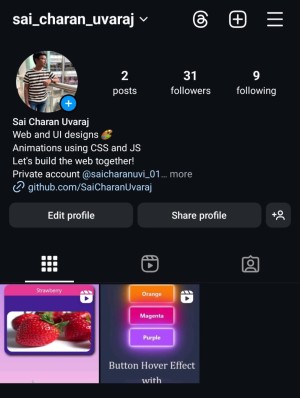 sai_charan_uvaraj
2 31 9
posts followers following
Sai Charan Uvaraj
Web and UI designs
Animations using CSS and JS
Let's build the web together!
Private account @saicharanuvi_01... more
github.com/SaiCharanUvaraj
Edit profile Share profile
Strawberry
Orange
Magenta
Purple
Button Hover Effect
with